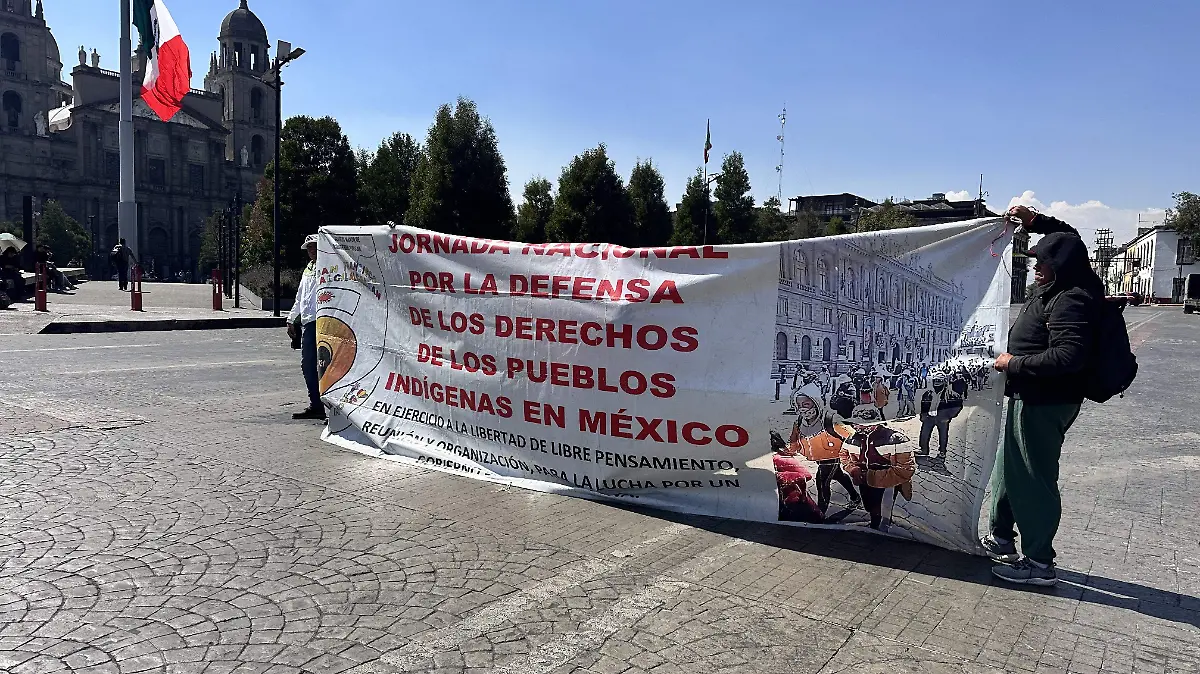 JORNADA NACIONAL
POR LA DEFENSA
DE LOS DERECHOS
DE LOS PUEBLOS
INDÍGENAS EN MÉXICO
EN EJERCICIO A LA LIBERTAD DE LIBRE PENSAMIENTO,
REUNIÓN Y ORGANIZACIÓN, PARA LA LUCHA POR UN
GOBIERNO